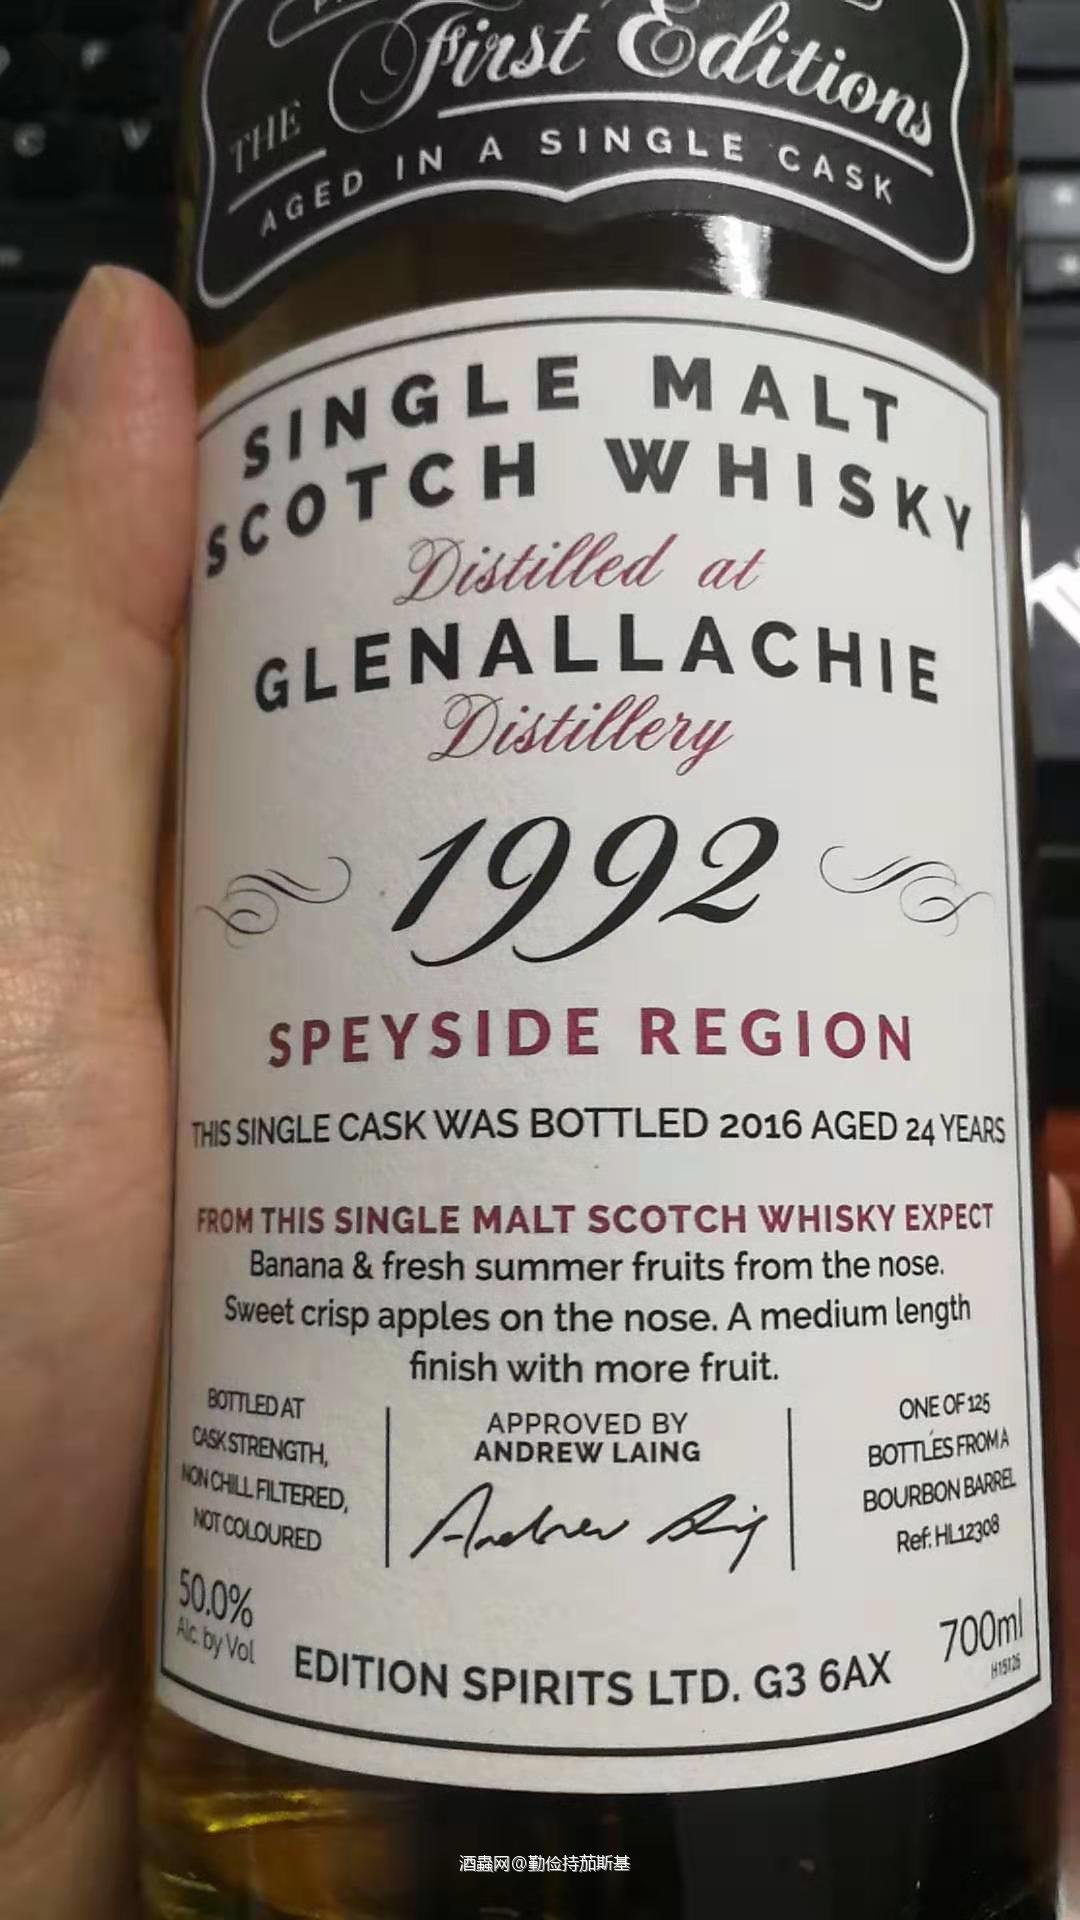 First Editions
THE
AGED IN A SINGLE CASK
SINGLE MALT
SCOTCH WHISKY
Distilled at
GLENALLACHIE
Distillery
1992
SPEYSIDE REGION
THIS SINGLE CASK WAS BOTTLED 2016 AGED 24 YEARS
FROM THIS SINGLE MALT SCOTCH WHISKY EXPECT
Banana & fresh summer fruits from the nose.
Sweet crisp apples on the nose. A medium length
finish with more fruit.
BOTTLED AT
CASK STRENGTH,
NON CHILL FILTERED,
NOT COLOURED
APPROVED BY
ANDREW LAING
ONE OF 125
BOTTLES FROM A
BOURBON BARREL
Ref: HL12308
50.0%
Alc. by Vol
EDITION SPIRITS LTD. G3 6AX
700ml
H15126
酒蟲网@勤俭持茄斯基